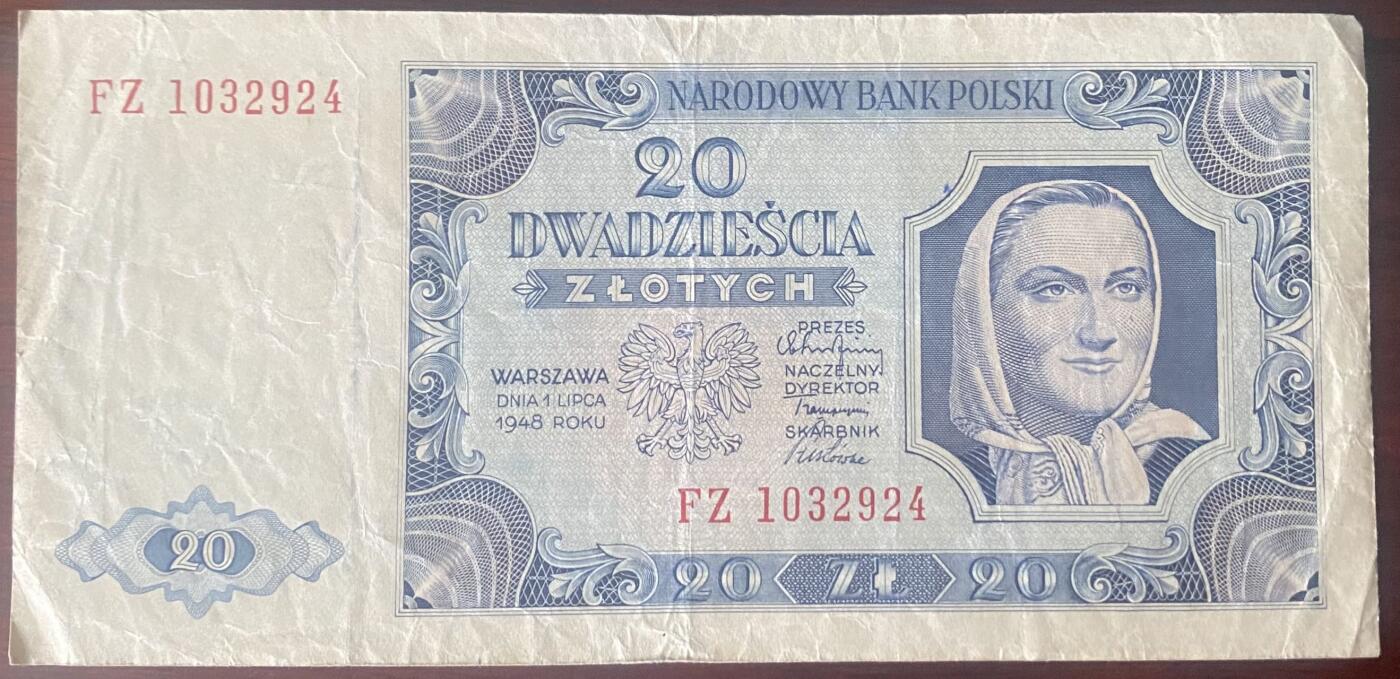 FZ 1032924
NARODOWY BANK POLSKI
20
DWADZIEŚCIA
ZŁOTYCH
WARSZAWA
DNIA 1 LIPCA
1948 ROKU
PREZES
NACZELNY
DYREKTOR
SKARBNIK
FZ 1032924
20
20 ZŁ 20